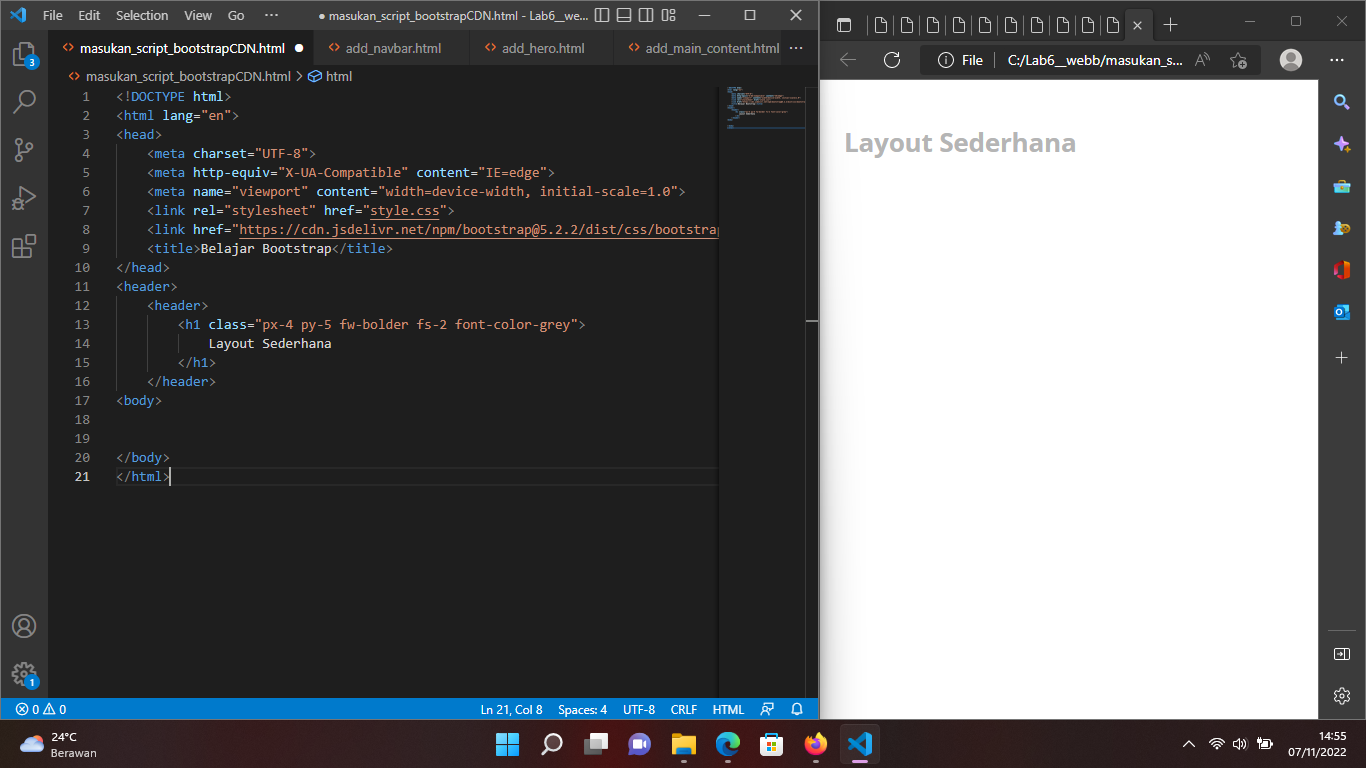 File Edit Selection View Go ··· ● masukan_script_bootstrapCDN.html - Lab6__we...
masukan_script_bootstrapCDN.html ● add_navbar.html add_hero.html add_main_content.html ···
masukan_script_bootstrapCDN.html > html
1 <!DOCTYPE html>
2 <html lang="en">
3 <head>
4     <meta charset="UTF-8">
5     <meta http-equiv="X-UA-Compatible" content="IE=edge">
6     <meta name="viewport" content="width=device-width, initial-scale=1.0">
7     <link rel="stylesheet" href="style.css">
8     <link href="https://cdn.jsdelivr.net/npm/bootstrap@5.2.2/dist/css/bootstrap
9     <title>Belajar Bootstrap</title>
10 </head>
11 <header>
12     <header>
13         <h1 class="px-4 py-5 fw-bolder fs-2 font-color-grey">
14             Layout Sederhana
15         </h1>
16     </header>
17 <body>
18
19
20 </body>
21 </html>
3
1
0 0 Ln 21, Col 8 Spaces: 4 UTF-8 CRLF HTML
File C:/Lab6__webb/masukan_s...
Layout Sederhana
24°C
Berawan
14:55
07/11/2022